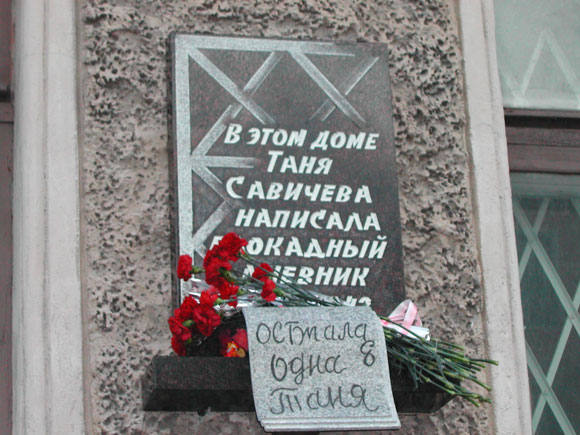 В ЭТОМ ДОМЕ
ТАНЯ
САВИЧЕВА
НАПИСАЛА
БЛОКАДНЫЙ
ДНЕВНИК
Осталась
Одна
Таня